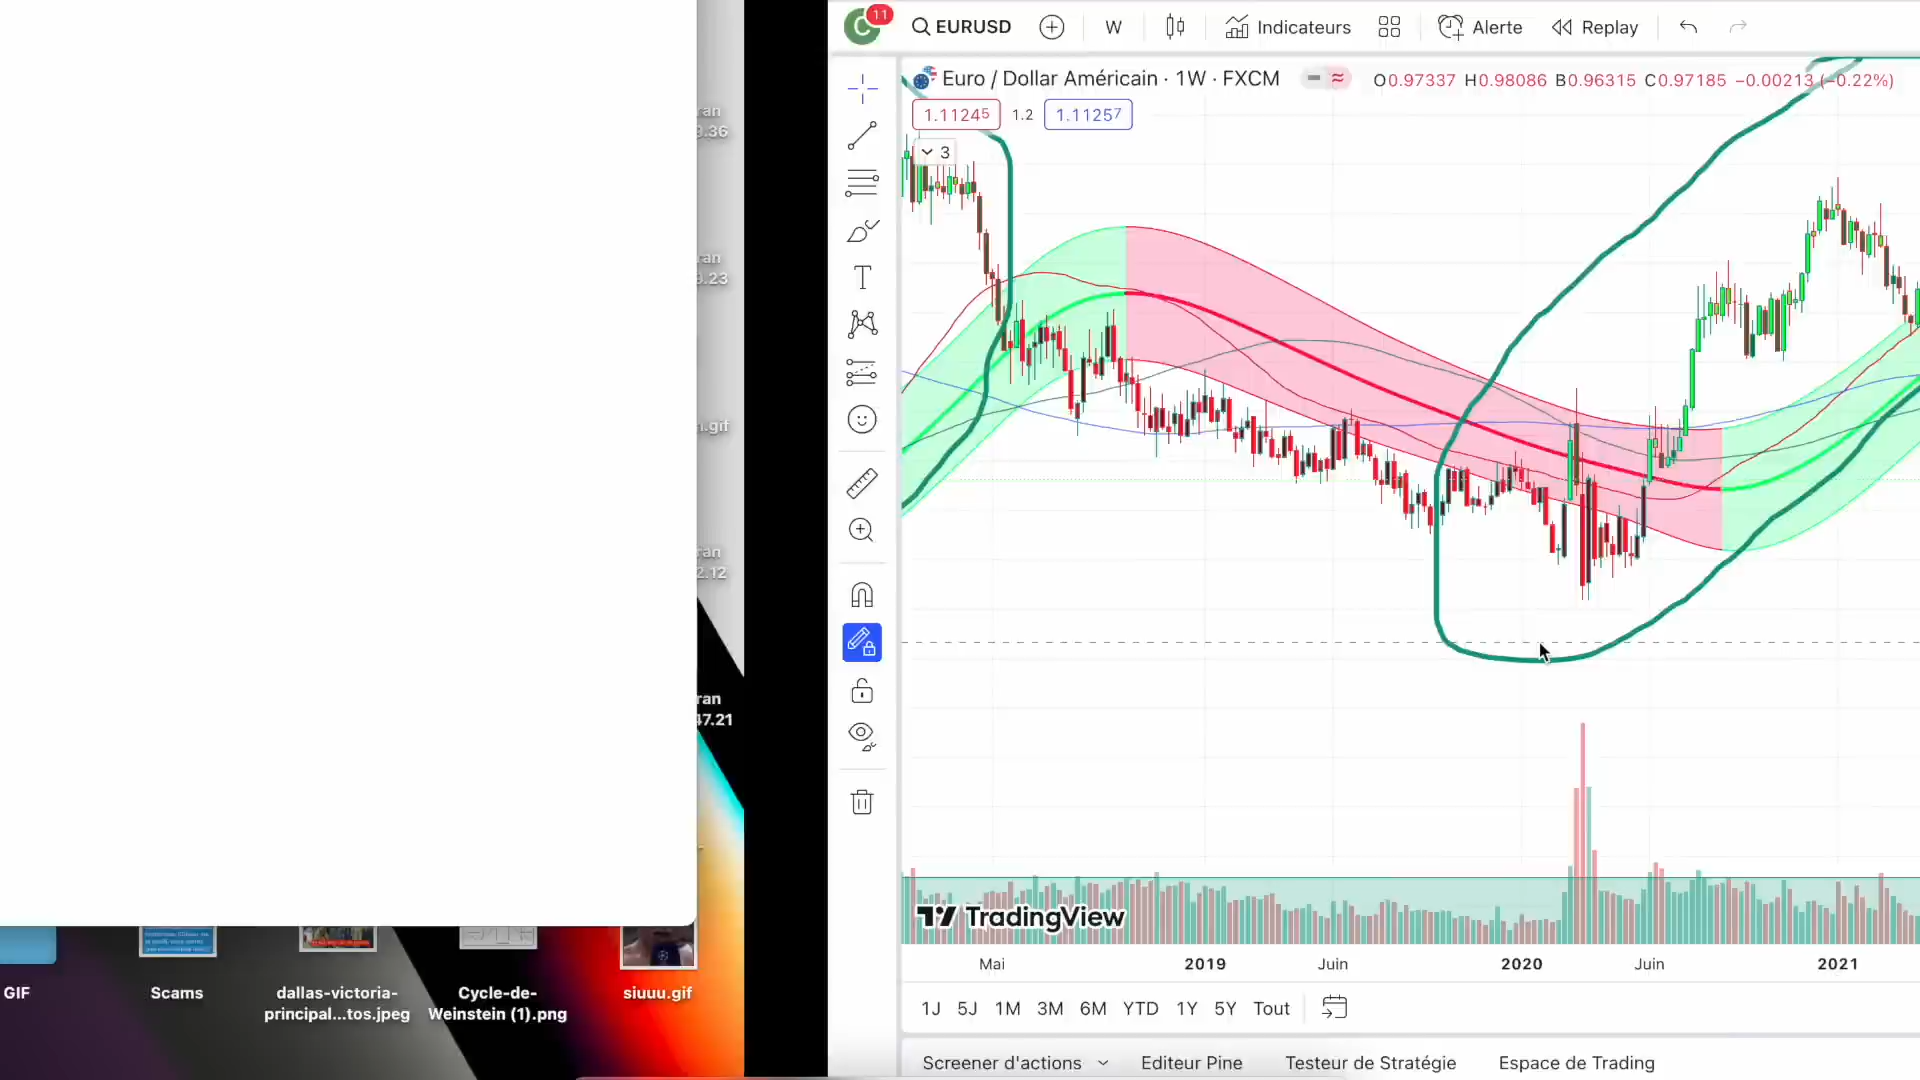 11
EURUSD
W
Indicateurs
Alerte
Replay
Euro / Dollar Américain · 1W · FXCM
O0.97337 H0.98086 B0.96315 C0.97185 −0.00213 (−0.22%)
1.11245
1.2
1.11257
3
ran
9.36
ran
9.23
n.gif
ran
2.12
ran
47.21
TradingView
Mai
2019
Juin
2020
Juin
2021
GIF
Scams
dallas-victoria-
principal...tos.jpeg
Cycle-de-
Weinstein (1).png
siuuu.gif
1J
5J
1M
3M
6M
YTD
1Y
5Y
Tout
Screener d'actions
Editeur Pine
Testeur de Stratégie
Espace de Trading